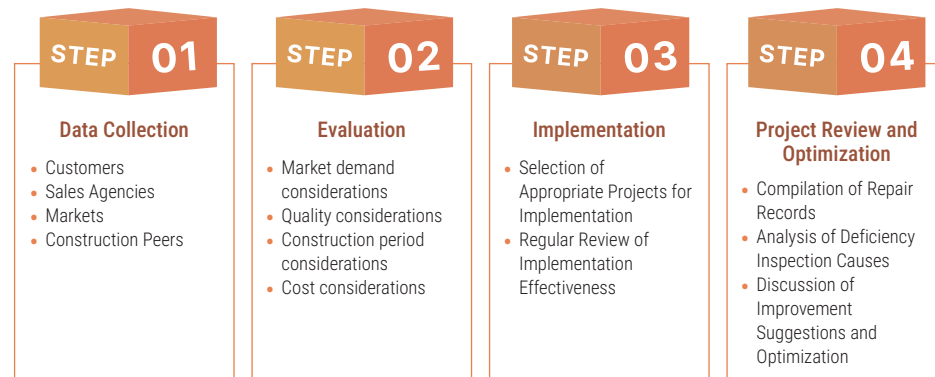 STEP 01
Data Collection
• Customers
• Sales Agencies
• Markets
• Construction Peers
STEP 02
Evaluation
• Market demand
considerations
• Quality considerations
• Construction period
considerations
• Cost considerations
STEP 03
Implementation
• Selection of
Appropriate Projects for
Implementation
• Regular Review of
Implementation
Effectiveness
STEP 04
Project Review and
Optimization
• Compilation of Repair
Records
• Analysis of Deficiency
Inspection Causes
• Discussion of
Improvement
Suggestions and
Optimization